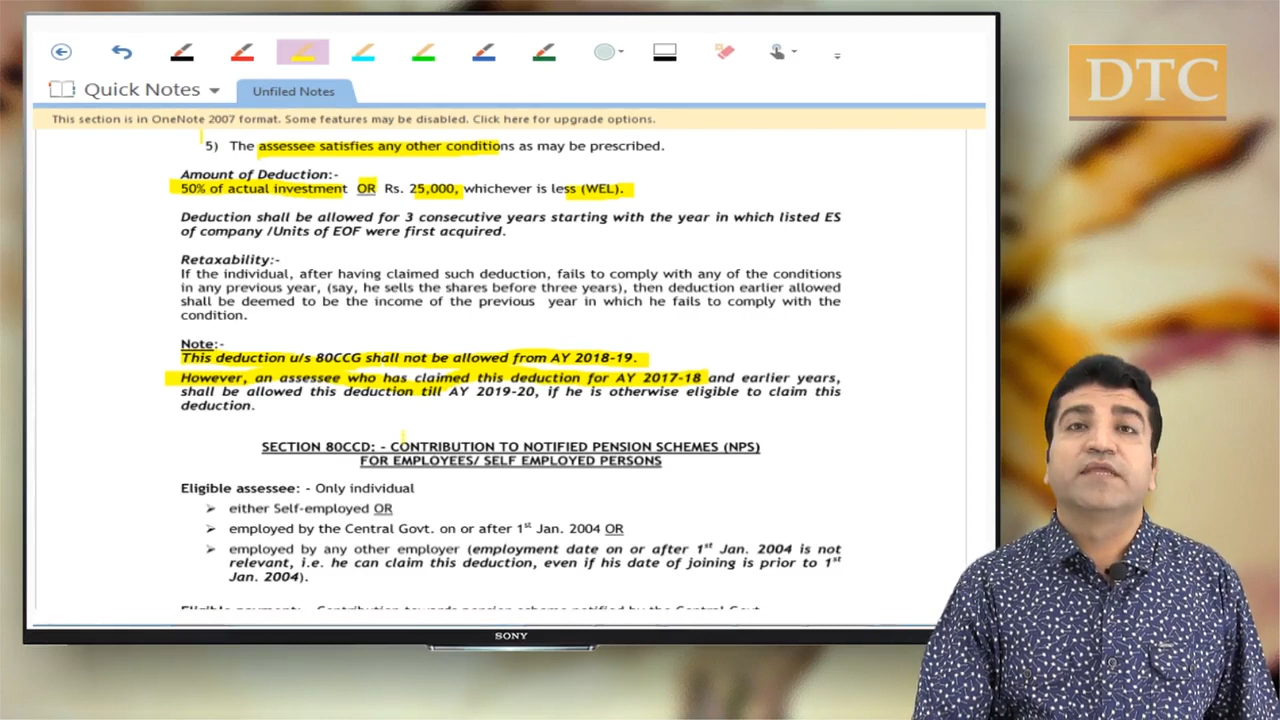 DTC
Quick Notes
Unfiled Notes
This section is in OneNote 2007 format. Some features may be disabled. Click here for upgrade options.
5) The assessee satisfies any other conditions as may be prescribed.
Amount of Deduction:-
50% of actual investment OR Rs. 25,000, whichever is less (WEL).
Deduction shall be allowed for 3 consecutive years starting with the year in which listed ES
of company /Units of EOF were first acquired.
Retaxability:-
If the individual, after having claimed such deduction, fails to comply with any of the conditions
in any previous year, (say, he sells the shares before three years), then deduction earlier allowed
shall be deemed to be the income of the previous year in which he fails to comply with the
condition.
Note:-
This deduction u/s 80CCG shall not be allowed from AY 2018-19.
However, an assessee who has claimed this deduction for AY 2017-18 and earlier years,
shall be allowed this deduction till AY 2019-20, if he is otherwise eligible to claim this
deduction.
SECTION 80CCD: - CONTRIBUTION TO NOTIFIED PENSION SCHEMES (NPS)
FOR EMPLOYEES/ SELF EMPLOYED PERSONS
Eligible assessee: - Only individual
➢ either Self-employed OR
➢ employed by the Central Govt. on or after 1st Jan. 2004 OR
➢ employed by any other employer (employment date on or after 1st Jan. 2004 is not
relevant, i.e. he can claim this deduction, even if his date of joining is prior to 1st
Jan. 2004).
SONY